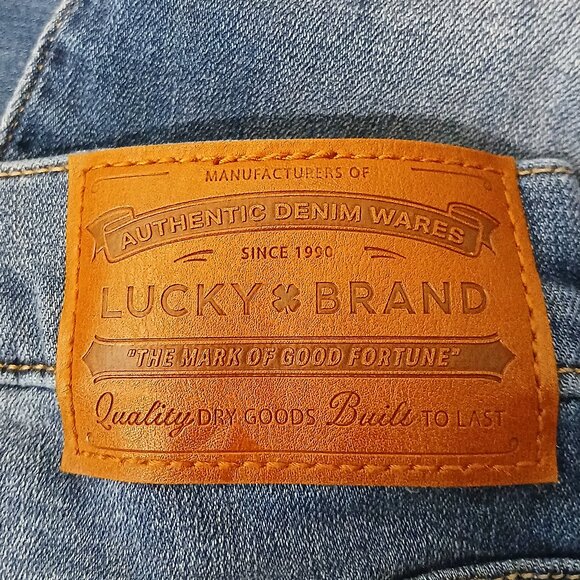 MANUFACTURERS OF
AUTHENTIC DENIM WARES
SINCE 1990
LUCKY BRAND
"THE MARK OF GOOD FORTUNE"
Quality DRY GOODS Built TO LAST